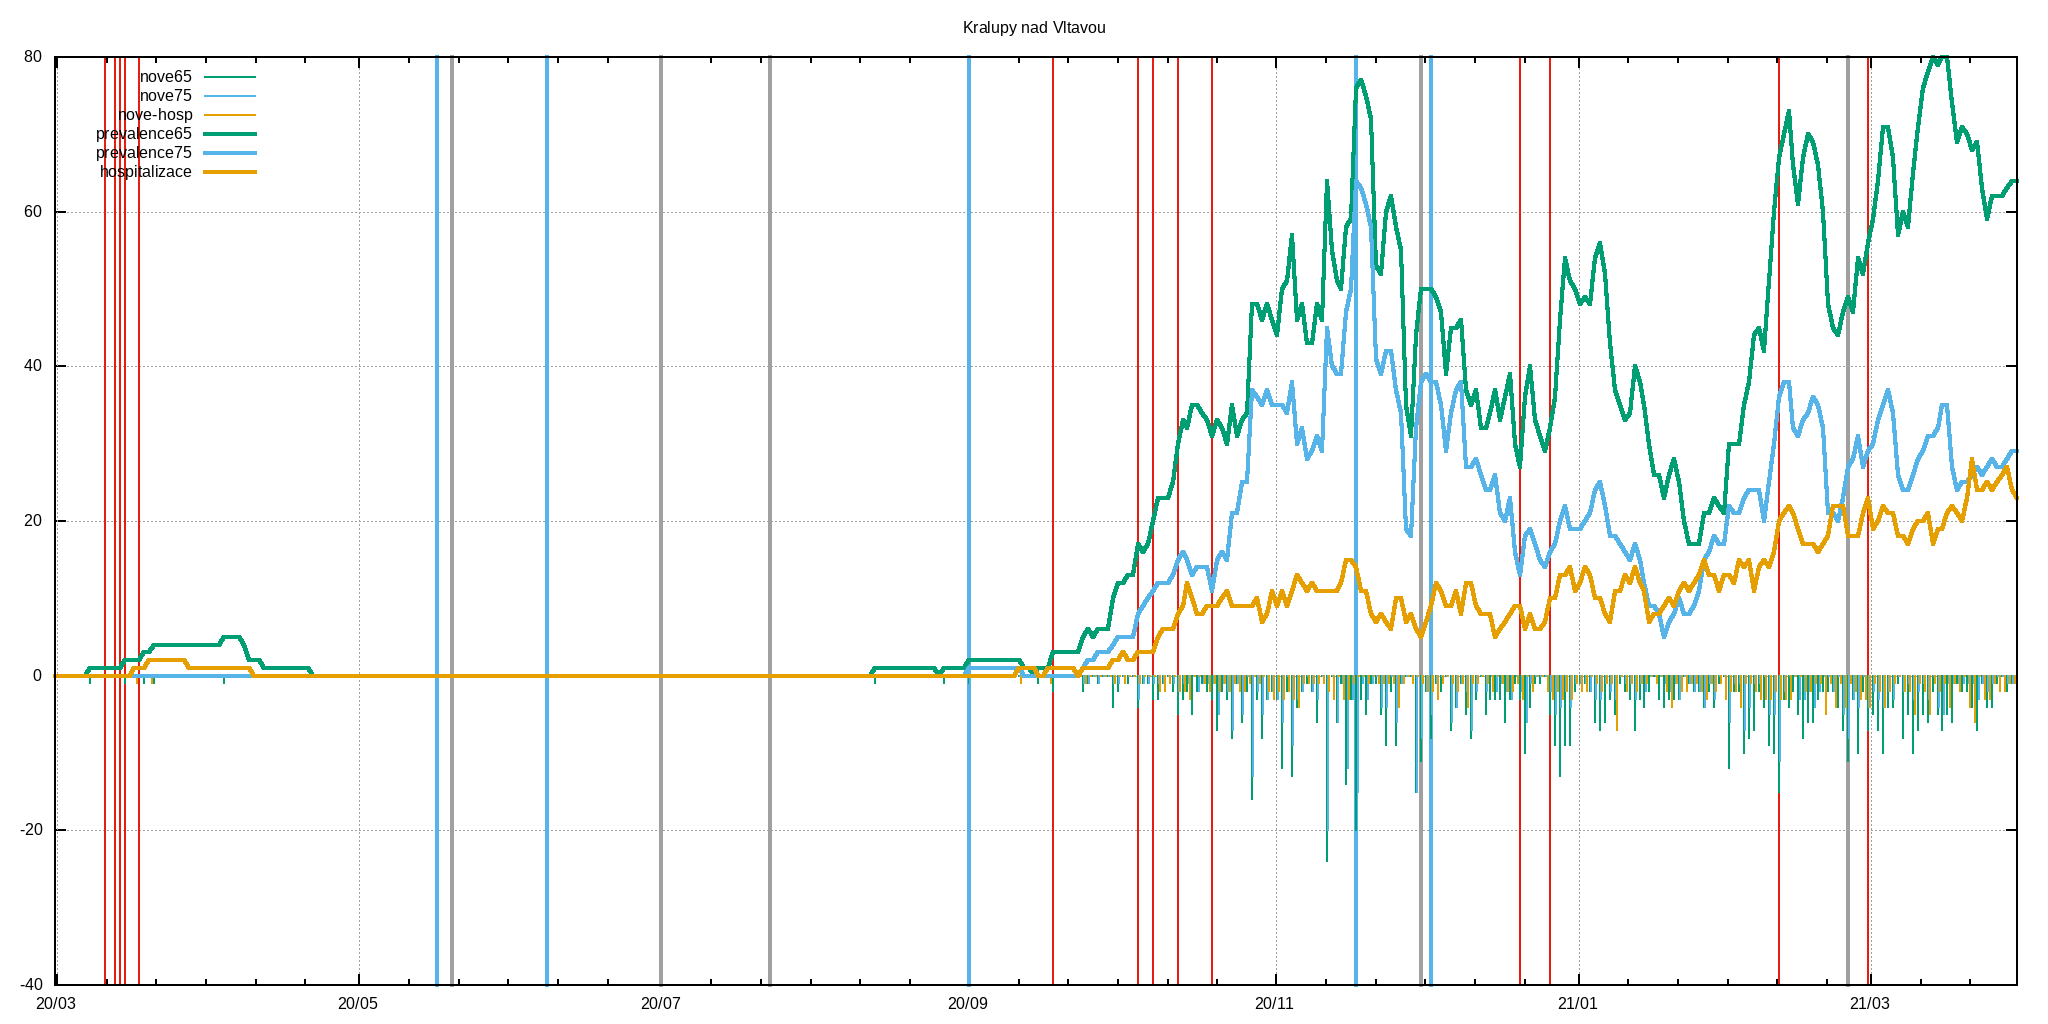 Kralupy nad Vltavou
80
60
40
20
0
-20
-40
nove65
nove75
nove-hosp
prevalence65
prevalence75
hospitalizace
20/03 20/05 20/07 20/09 20/11 21/01 21/03